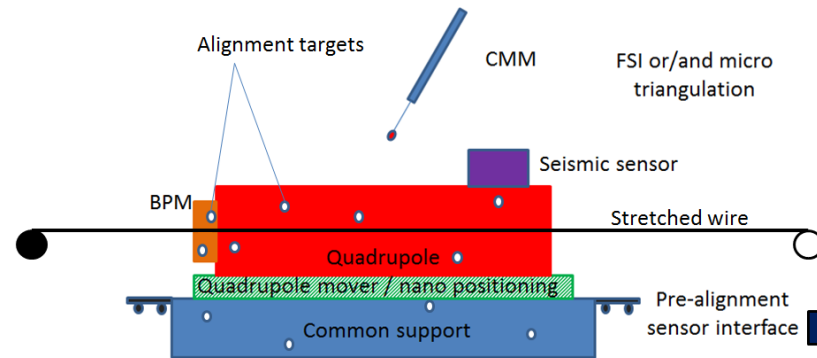 Alignment targets
CMM
FSI or/and micro
triangulation
Seismic sensor
BPM
Stretched wire
Quadrupole
Quadrupole mover / nano positioning
Pre-alignment
sensor interface
Common support